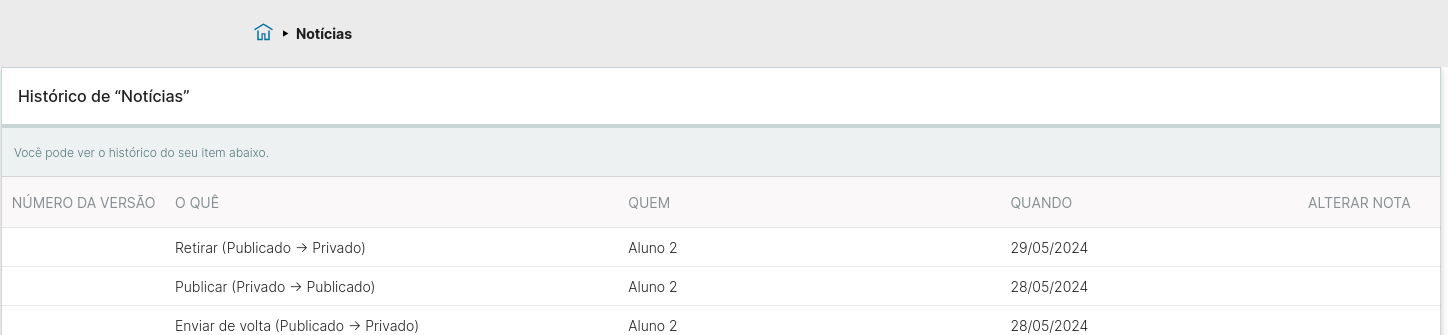 Notícias
Histórico de “Notícias”
Você pode ver o histórico do seu item abaixo.
NÚMERO DA VERSÃO O QUÊ QUEM QUANDO ALTERAR NOTA
Retirar (Publicado → Privado) Aluno 2 29/05/2024
Publicar (Privado → Publicado) Aluno 2 28/05/2024
Enviar de volta (Publicado → Privado) Aluno 2 28/05/2024